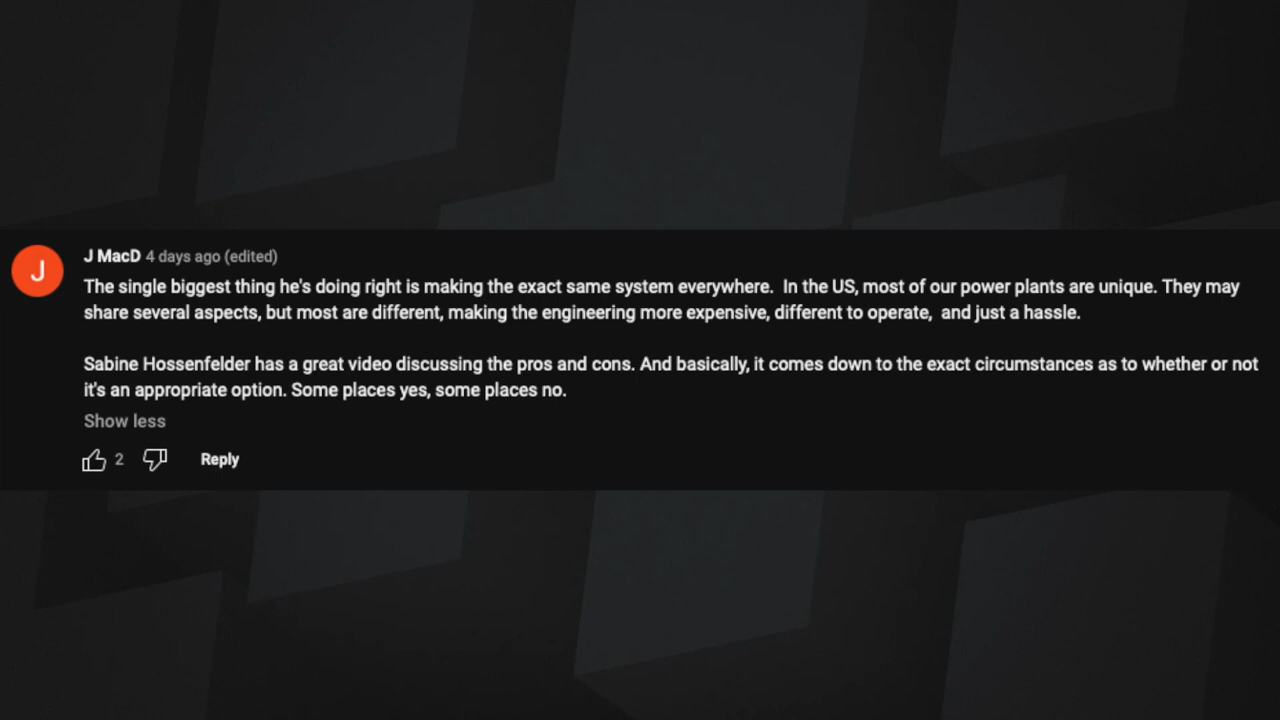 J
J MacD 4 days ago (edited)
The single biggest thing he's doing right is making the exact same system everywhere.  In the US, most of our power plants are unique. They may
share several aspects, but most are different, making the engineering more expensive, different to operate,  and just a hassle.
Sabine Hossenfelder has a great video discussing the pros and cons. And basically, it comes down to the exact circumstances as to whether or not
it's an appropriate option. Some places yes, some places no.
Show less
2 Reply